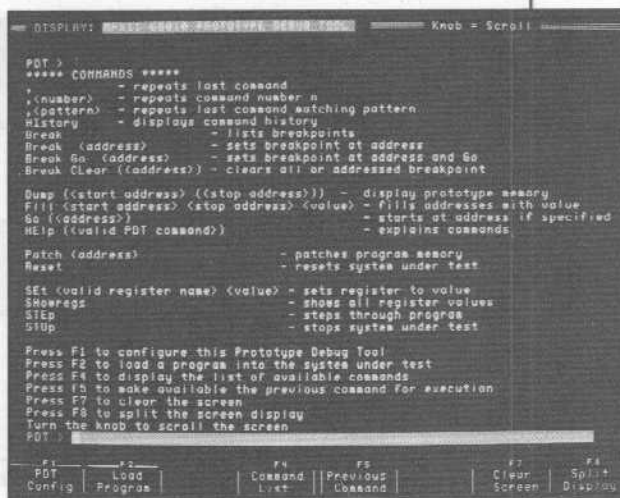 DISPLAY: 68010 PROTOTYPE DEBUG TOOL Knob = Scroll
PDT >
***** COMMANDS *****
, - repeats last command
,<number> - repeats command number n
,<pattern> - repeats last command matching pattern
HIstory - displays command history
Break - lists breakpoints
Break <address> - sets breakpoint at address
Break Go <address> - sets breakpoint at address and Go
Break CLear (<address>) - clears all or addressed breakpoint
Dump (<start address> (<stop address>)) - display prototype memory
Fill <start address> <stop address> <value> - fills addresses with value
Go (<address>) - starts at address if specified
HElp (<valid PDT command>) - explains commands
Patch <address> - patches program memory
Reset - resets system under test
SEt <valid register name> <value> - sets register to value
SHowregs - shows all register values
STEp - steps through program
STOp - stops system under test
Press F1 to configure this Prototype Debug Tool
Press F2 to load a program into the system under test
Press F4 to display the list of available commands
Press F5 to make available the previous command for execution
Press F7 to clear the screen
Press F8 to split the screen display
Turn the knob to scroll the screen
PDT >
F1 F2 F4 F5 F7 F8
PDT Load Command Previous Clear Split
Config Program List Command Screen Display